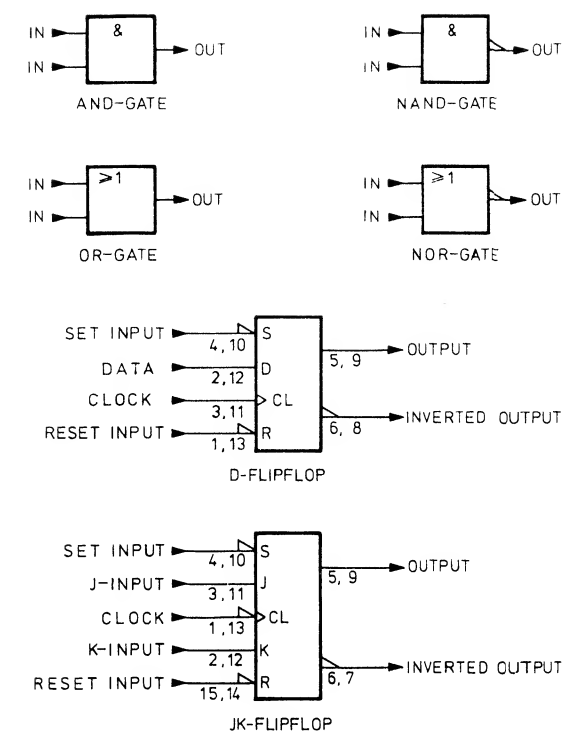 IN & OUT
IN
AND-GATE
IN & OUT
IN
NAND-GATE
IN ⩾1 OUT
IN
OR-GATE
IN ⩾1 OUT
IN
NOR-GATE
SET INPUT 4,10 S
DATA 2,12 D
CLOCK 3,11 CL
RESET INPUT 1,13 R
5, 9 OUTPUT
6, 8 INVERTED OUTPUT
D-FLIPFLOP
SET INPUT 4,10 S
J-INPUT 3,11 J
CLOCK 1,13 CL
K-INPUT 2,12 K
RESET INPUT 15,14 R
5, 9 OUTPUT
6,7 INVERTED OUTPUT
JK-FLIPFLOP